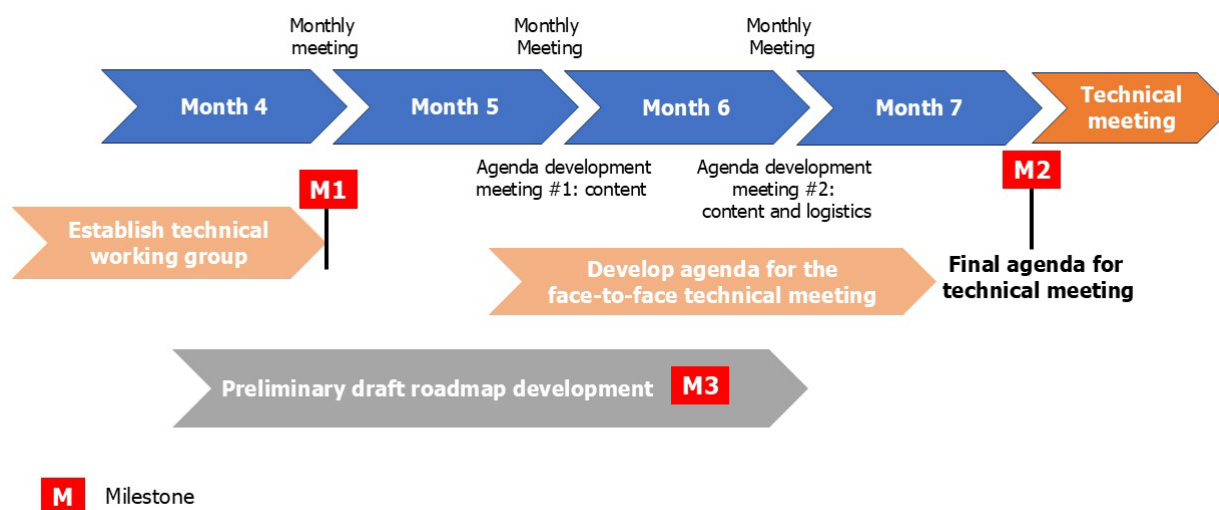 Monthly
meeting
Monthly
Meeting
Monthly
Meeting
Month 4
Month 5
Month 6
Month 7
Technical
meeting
Agenda development
meeting #1: content
Agenda development
meeting #2:
content and logistics
M1
M2
Establish technical
working group
Develop agenda for the
face-to-face technical meeting
Final agenda for
technical meeting
Preliminary draft roadmap development
M3
M
Milestone